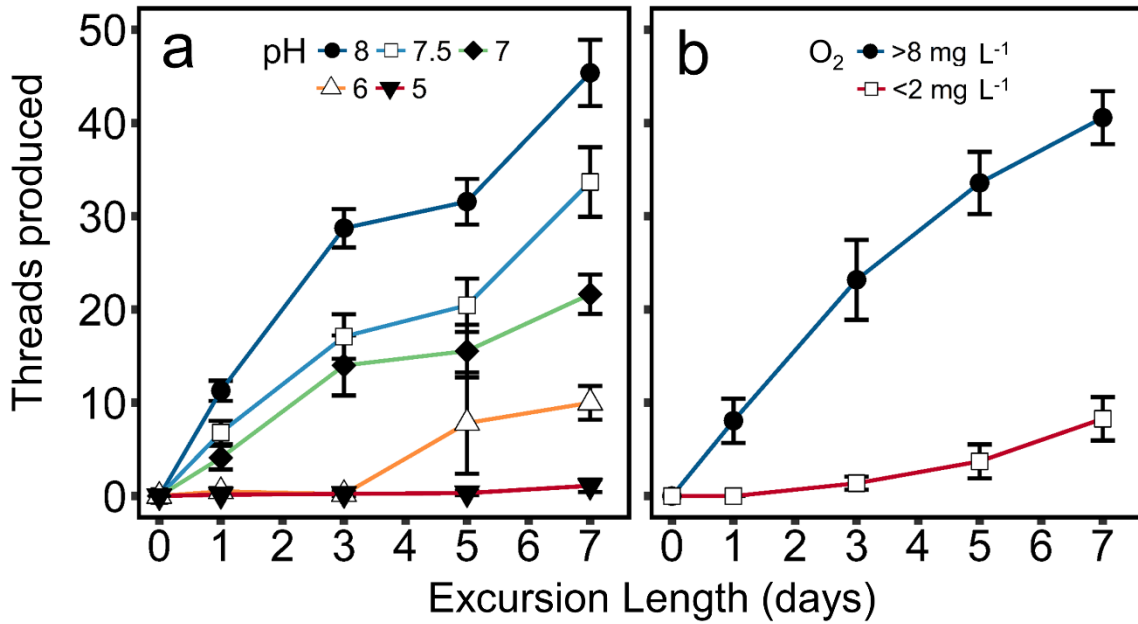 a pH 8 7.5 7
6 5
b O₂ >8 mg L⁻¹
<2 mg L⁻¹
Threads produced
50
40
30
20
10
0
0 1 2 3 4 5 6 7
0 1 2 3 4 5 6 7
Excursion Length (days)